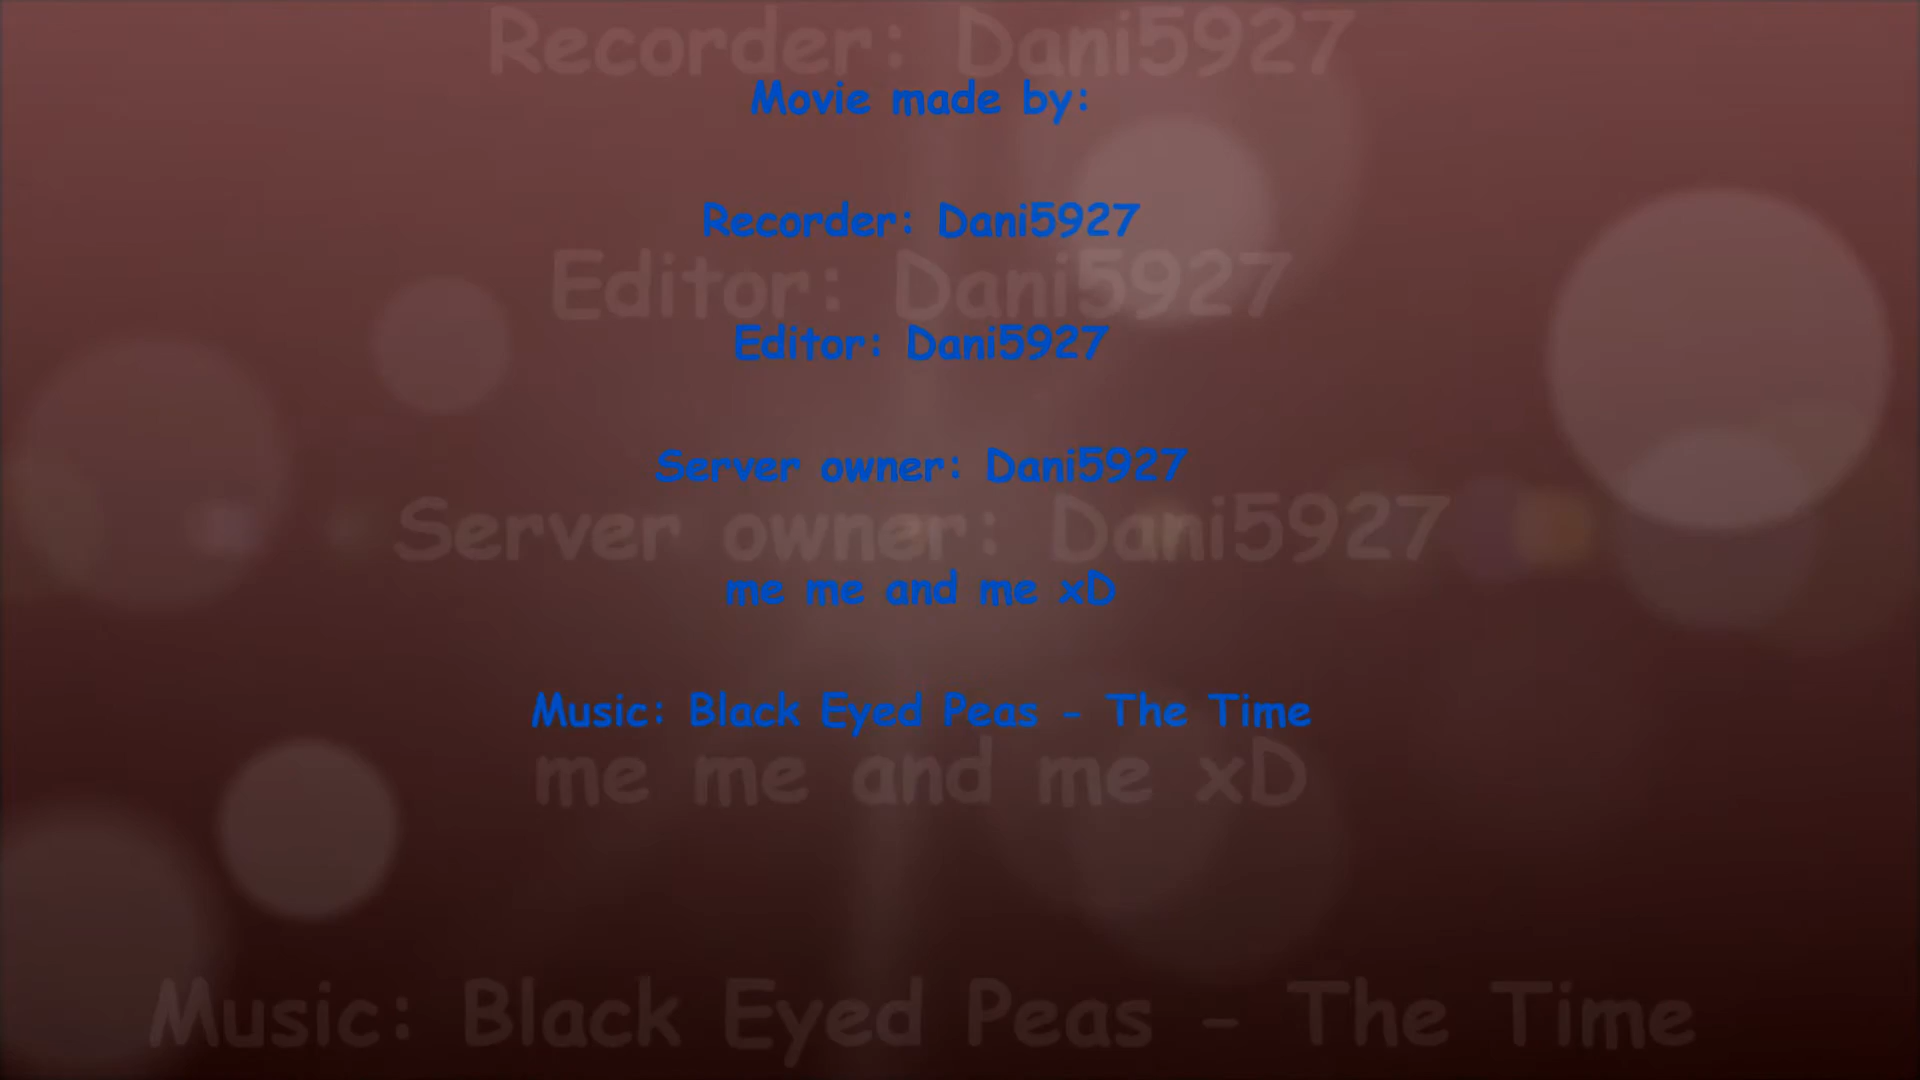 Recorder: Dani5927
Movie made by:
Recorder: Dani5927
Editor: Dani5927
Editor: Dani5927
Server owner: Dani5927
Server owner: Dani5927
me me and me xD
Music: Black Eyed Peas - The Time
me me and me xD
Music: Black Eyed Peas - The Time